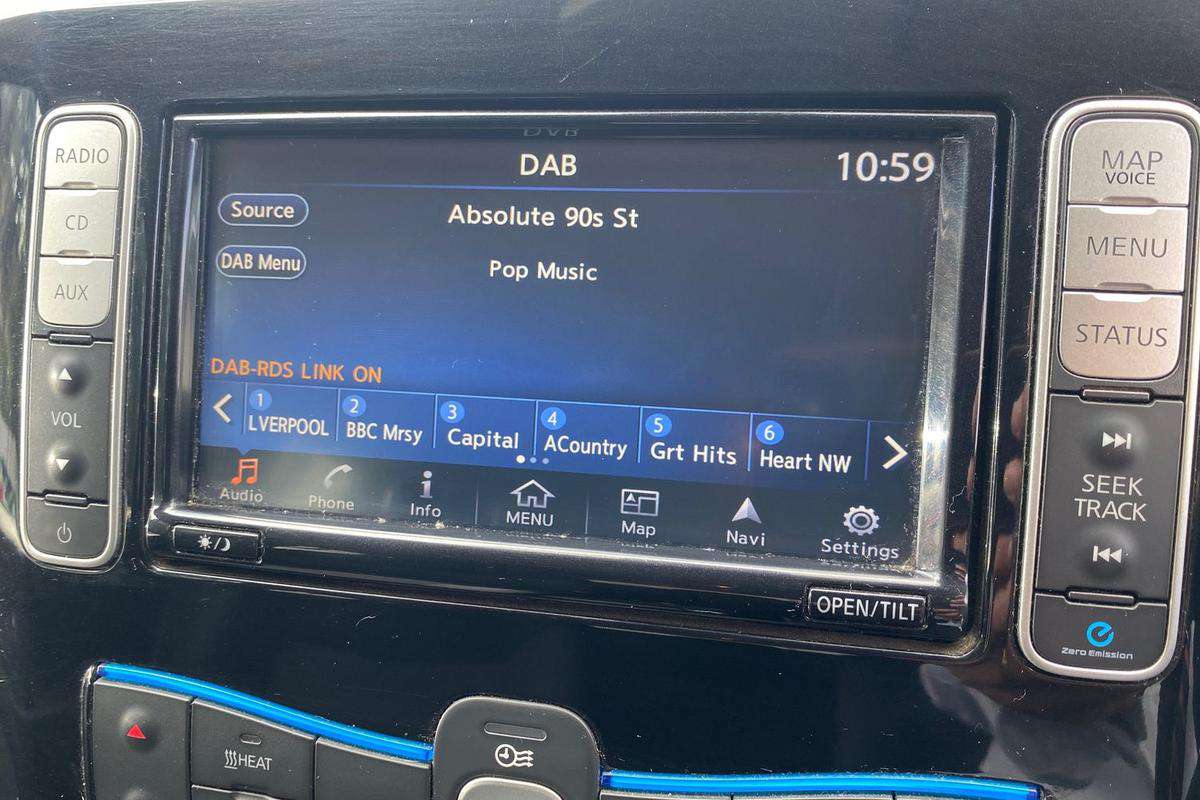 RADIO
CD
AUX
VOL
DAB
10:59
Source
Absolute 90s St
DAB Menu
Pop Music
DAB-RDS LINK ON
1 LVERPOOL
2 BBC Mrsy
3 Capital
4 ACountry
5 Grt Hits
6 Heart NW
Audio
Phone
Info
MENU
Map
Navi
Settings
OPEN/TILT
MAP
VOICE
MENU
STATUS
SEEK
TRACK
Zero Emission
HEAT